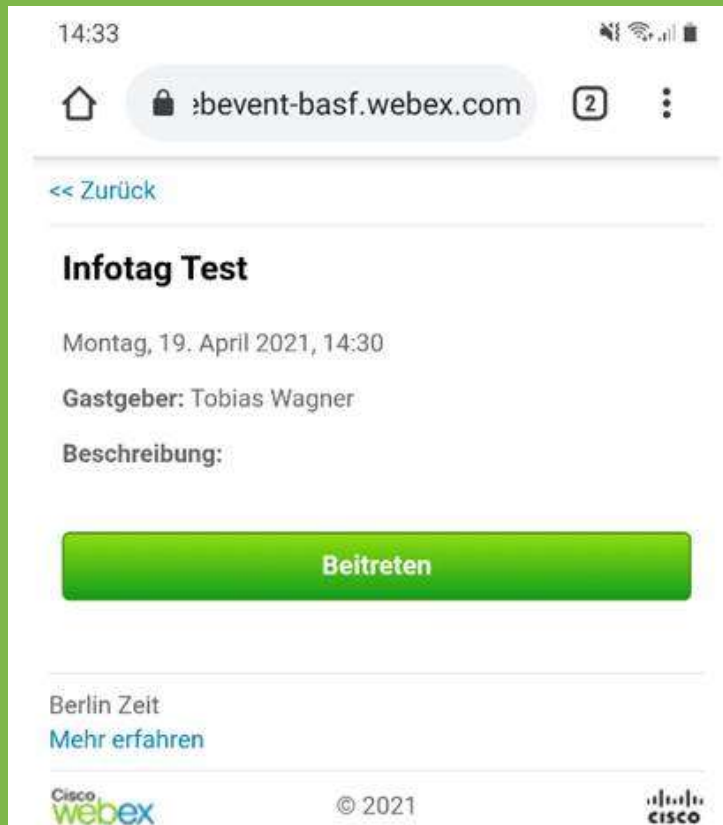 14:33
ebevent-basf.webex.com 2
<< Zurück
Infotag Test
Montag, 19. April 2021, 14:30
Gastgeber: Tobias Wagner
Beschreibung:
Beitreten
Berlin Zeit
Mehr erfahren
Cisco
webex
© 2021
CISCO